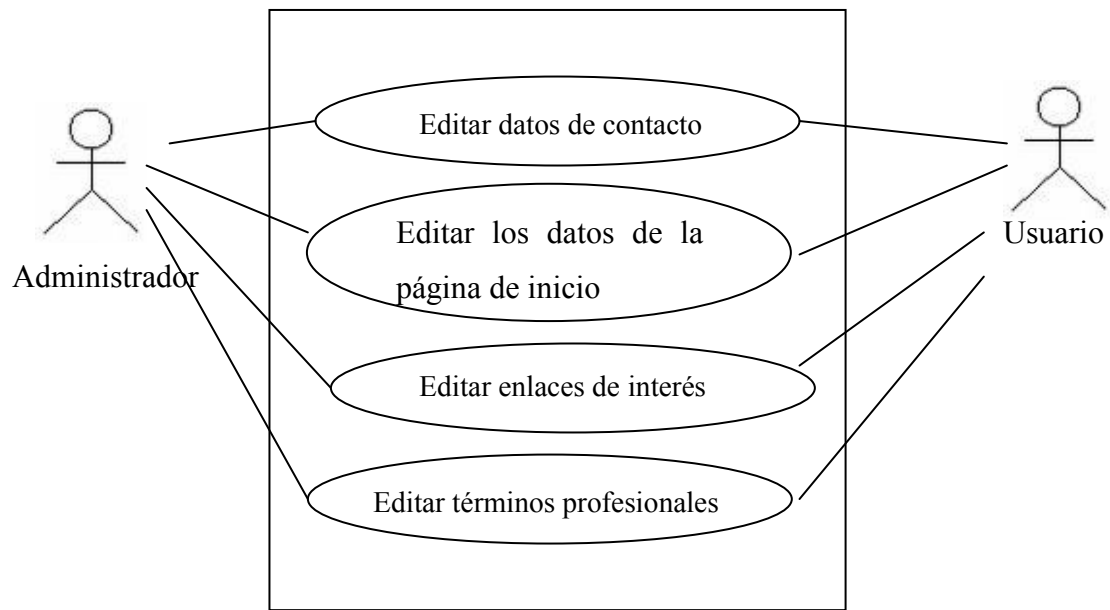 Editar datos de contacto
Editar los datos de la
página de inicio
Administrador
Usuario
Editar enlaces de interés
Editar términos profesionales